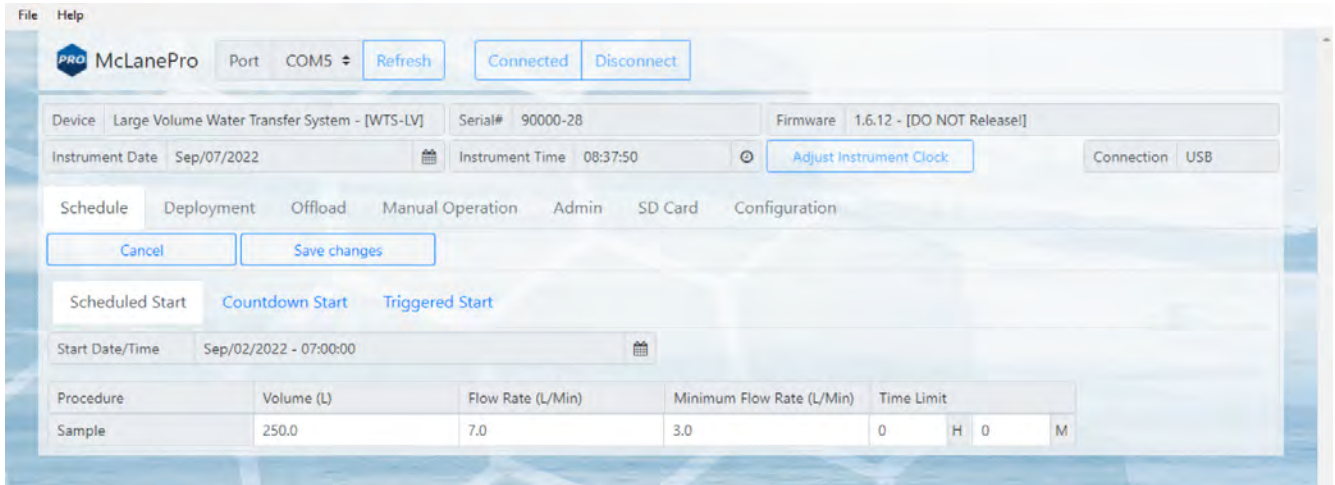 File Help
PRO McLanePro Port COM5 Refresh Connected Disconnect
Device Large Volume Water Transfer System - [WTS-LV] Serial# 90000-28 Firmware 1.6.12 - [DO NOT Release!]
Instrument Date Sep/07/2022 Instrument Time 08:37:50 Adjust Instrument Clock Connection USB
Schedule Deployment Offload Manual Operation Admin SD Card Configuration
Cancel Save changes
Scheduled Start Countdown Start Triggered Start
Start Date/Time Sep/02/2022 - 07:00:00
Procedure Volume (L) Flow Rate (L/Min) Minimum Flow Rate (L/Min) Time Limit
Sample 250.0 7.0 3.0 0 H 0 M